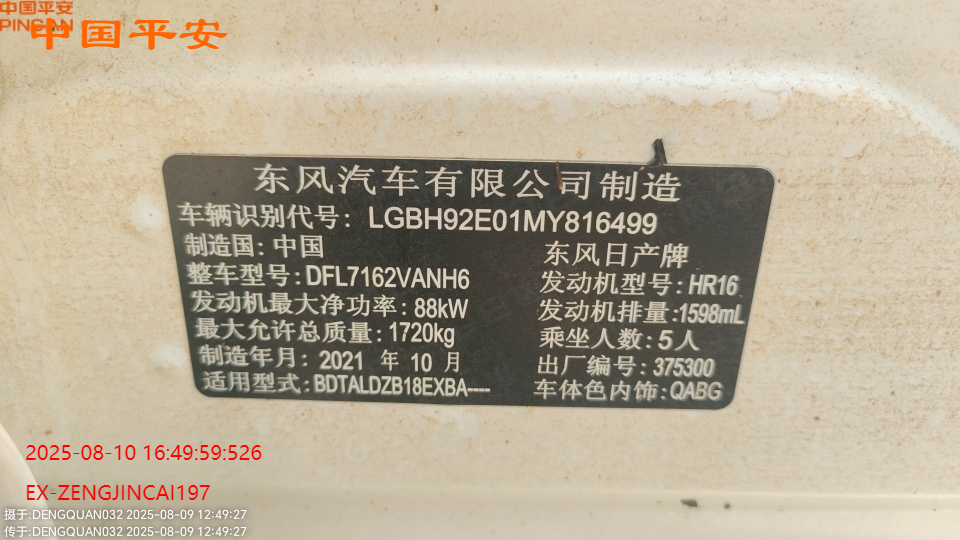 中国平安
PINGAN
中国平安
东风汽车有限公司制造
车辆识别代号: LGBH92E01MY816499
制造国: 中国
东风日产牌
整车型号: DFL7162VANH6
发动机型号: HR16
发动机最大净功率: 88kW
发动机排量: 1598mL
最大允许总质量: 1720kg
乘坐人数: 5人
制造年月: 2021 年 10 月
出厂编号: 375300
适用型式: BDTALDZB18EXBA----
车体色内饰: QABG
2025-08-10 16:49:59:526
EX-ZENGJINCAI197
摄于:DENGQUAN032 2025-08-09 12:49:27
传于:DENGQUAN032 2025-08-09 12:49:27